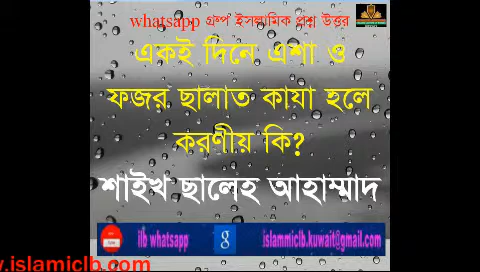 whatsapp গ্রুপ ইসলামিক প্রশ্ন উত্তর
একই দিনে এশা ও
ফজর ছালাত কাযা হলে
করণীয় কি?
শাইখ ছালেহ আহাম্মাদ
ilb whatsapp
g
islammiclb.kuwait@gmail.com
.islamiclb.com